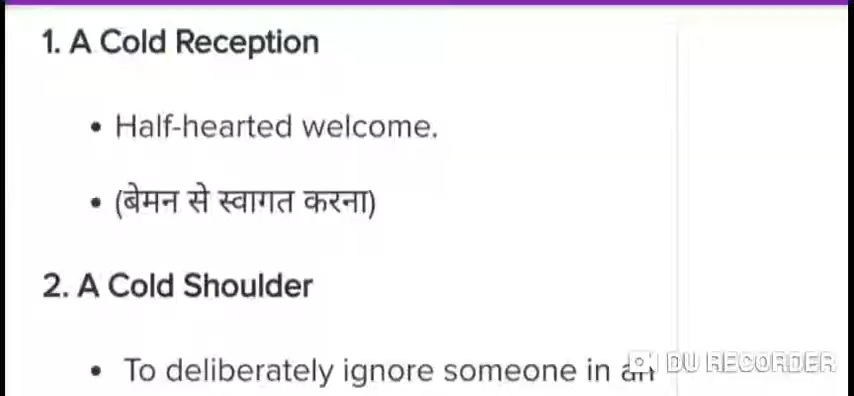 1. A Cold Reception
• Half-hearted welcome.
• (बेमन से स्वागत करना)
2. A Cold Shoulder
• To deliberately ignore someone in an
DU RECORDER